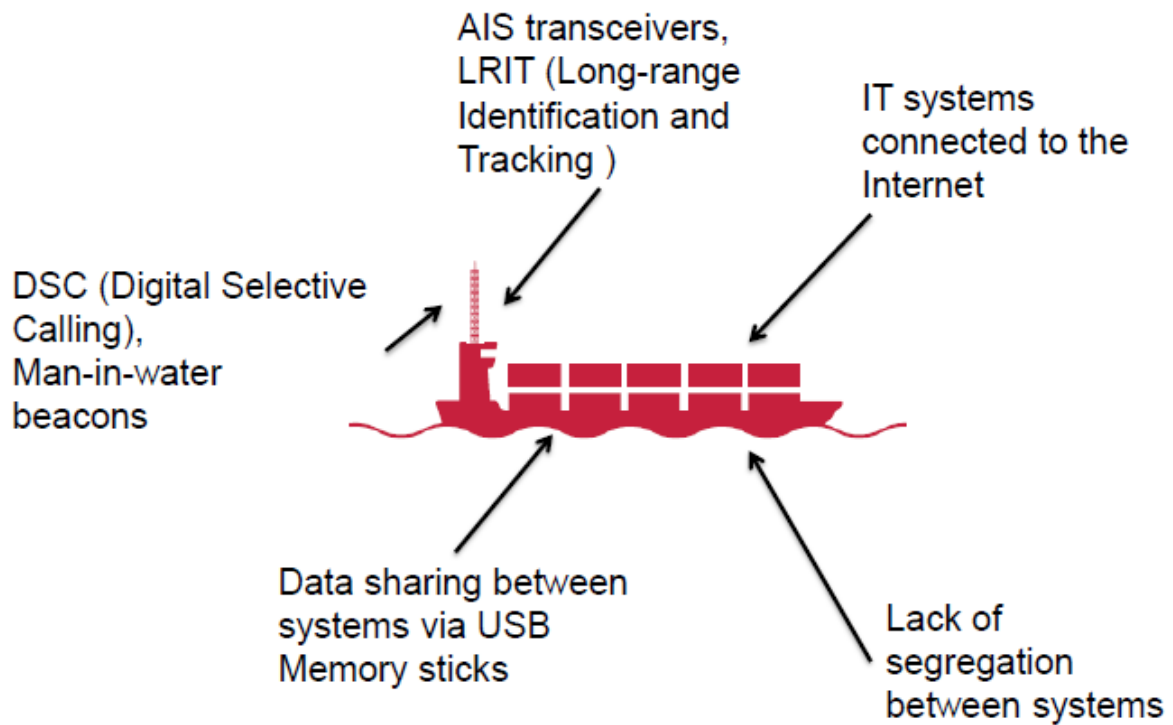 AIS transceivers,
LRIT (Long-range
Identification and
Tracking )
IT systems
connected to the
Internet
DSC (Digital Selective
Calling),
Man-in-water
beacons
Data sharing between
systems via USB
Memory sticks
Lack of
segregation
between systems